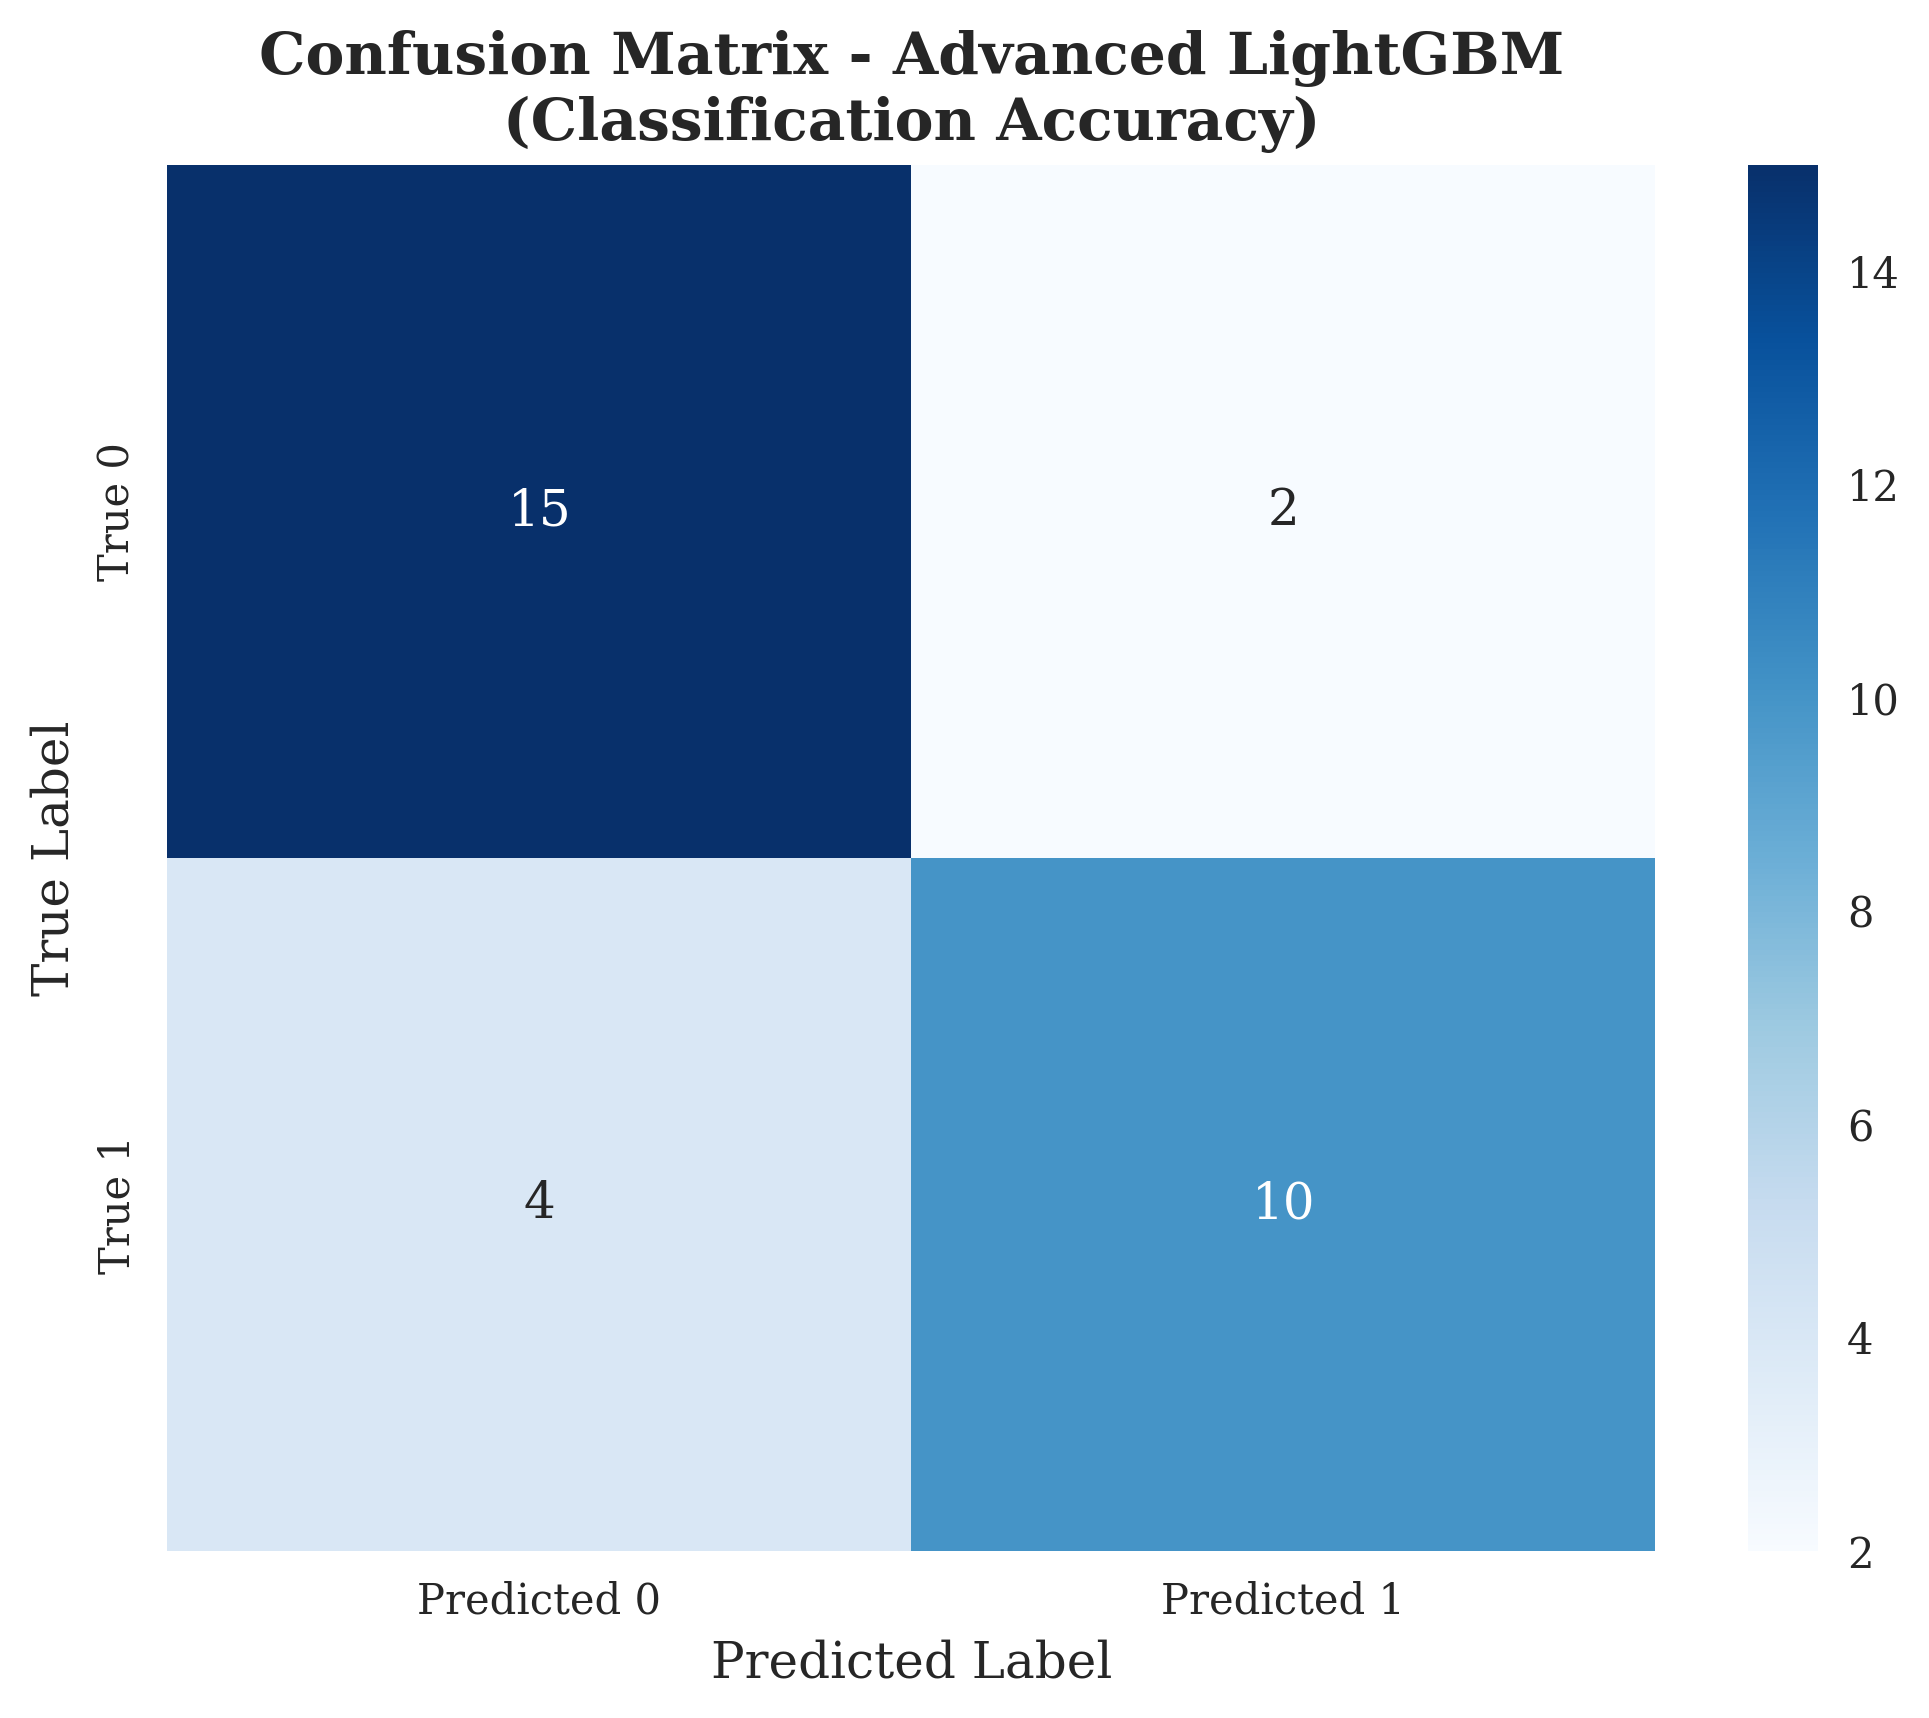 Confusion Matrix - Advanced LightGBM
(Classification Accuracy)
True Label
True 0
15
2
True 1
4
10
Predicted 0
Predicted 1
Predicted Label
14
12
10
8
6
4
2